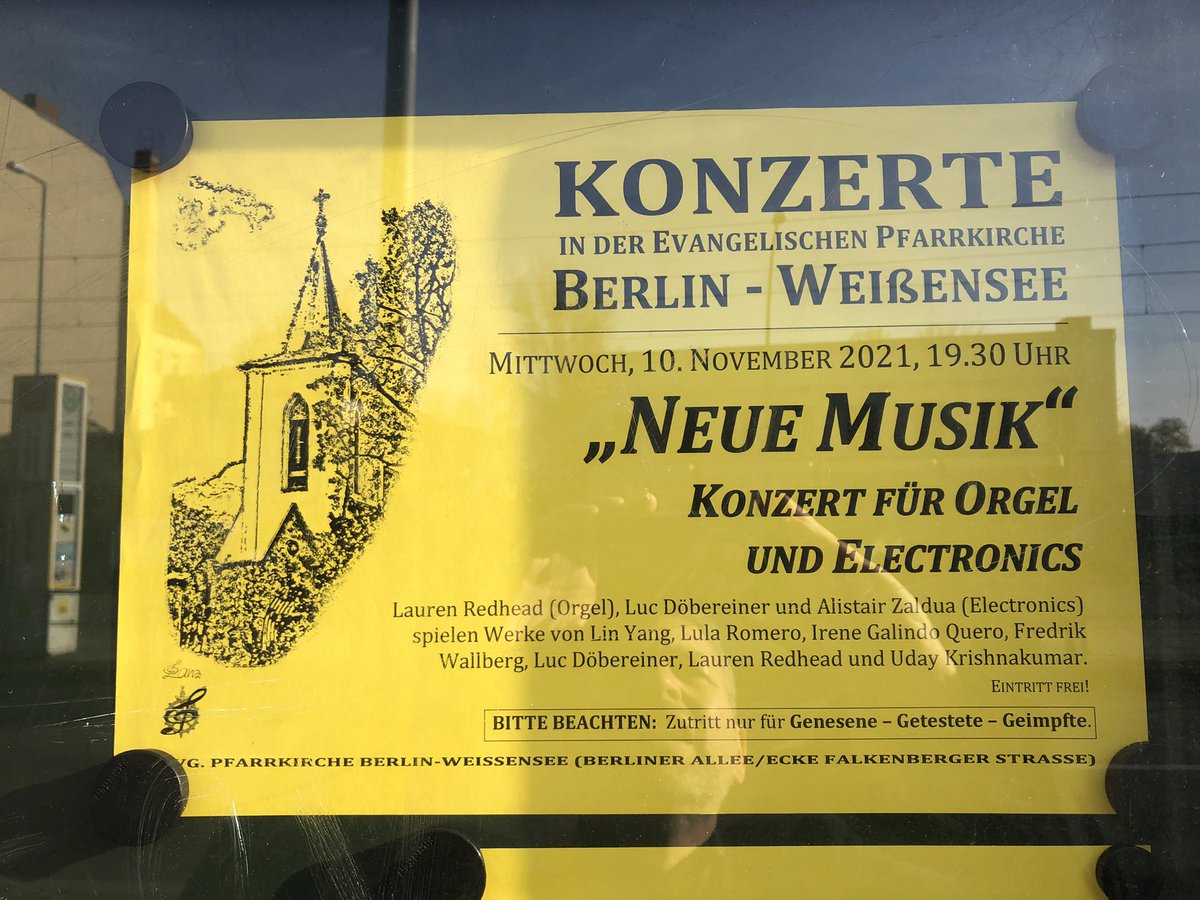 KONZERTE
IN DER EVANGELISCHEN PFARRKIRCHE
BERLIN - WEIßENSEE
MITTWOCH, 10. NOVEMBER 2021, 19.30 UHR
„NEUE MUSIK“
KONZERT FÜR ORGEL
UND ELECTRONICS
Lauren Redhead (Orgel), Luc Döbereiner und Alistair Zaldua (Electronics)
spielen Werke von Lin Yang, Lula Romero, Irene Galindo Quero, Fredrik
Wallberg, Luc Döbereiner, Lauren Redhead und Uday Krishnakumar.
EINTRITT FREI!
BITTE BEACHTEN: Zutritt nur für Genesene – Getestete – Geimpfte.
VG. PFARRKIRCHE BERLIN-WEISSENSEE (BERLINER ALLEE/ECKE FALKENBERGER STRASSE)